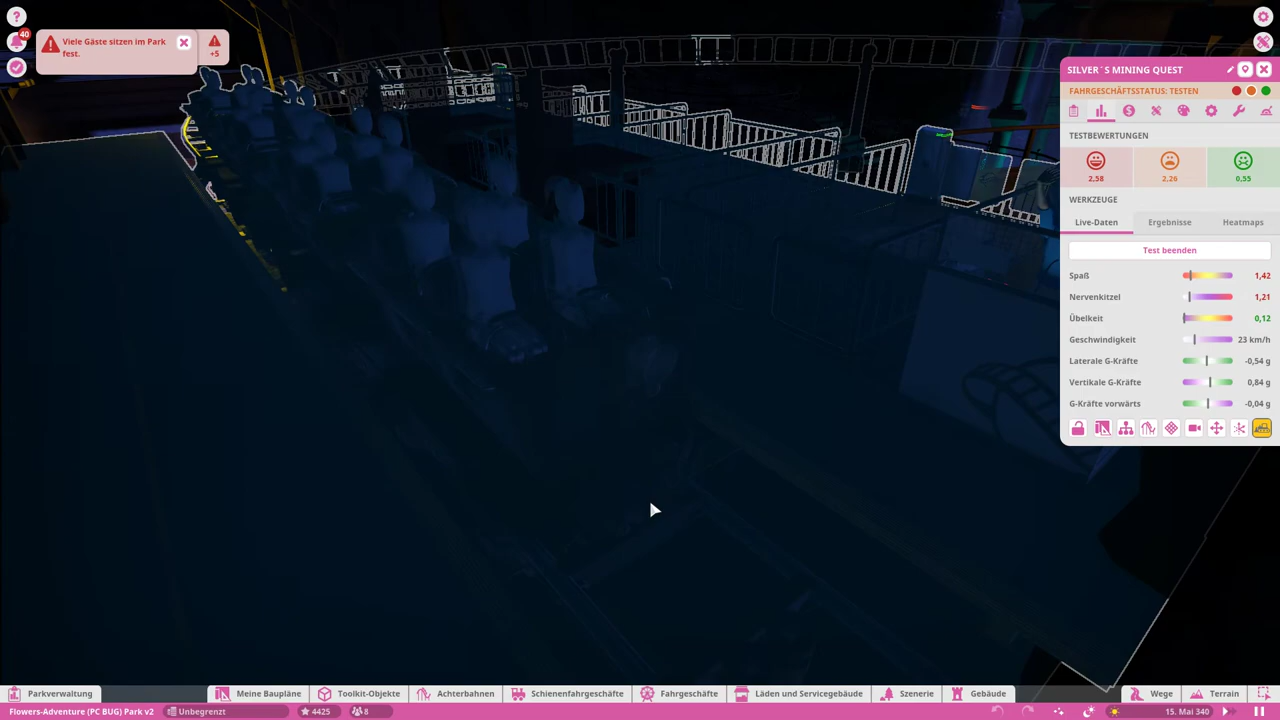 ?
40
Viele Gäste sitzen im Park
fest.
+5
SILVER´S MINING QUEST
FAHRGESCHÄFTSSTATUS: TESTEN
TESTBEWERTUNGEN
2,58
2,26
0,55
WERKZEUGE
Live-Daten
Ergebnisse
Heatmaps
Test beenden
Spaß 1,42
Nervenkitzel 1,21
Übelkeit 0,12
Geschwindigkeit 23 km/h
Laterale G-Kräfte -0,54 g
Vertikale G-Kräfte 0,84 g
G-Kräfte vorwärts -0,04 g
Parkverwaltung
Meine Baupläne
Toolkit-Objekte
Achterbahnen
Schienenfahrgeschäfte
Fahrgeschäfte
Läden und Servicegebäude
Szenerie
Gebäude
Wege
Terrain
Flowers-Adventure (PC BUG) Park v2
Unbegrenzt
4425
8
15. Mai 340